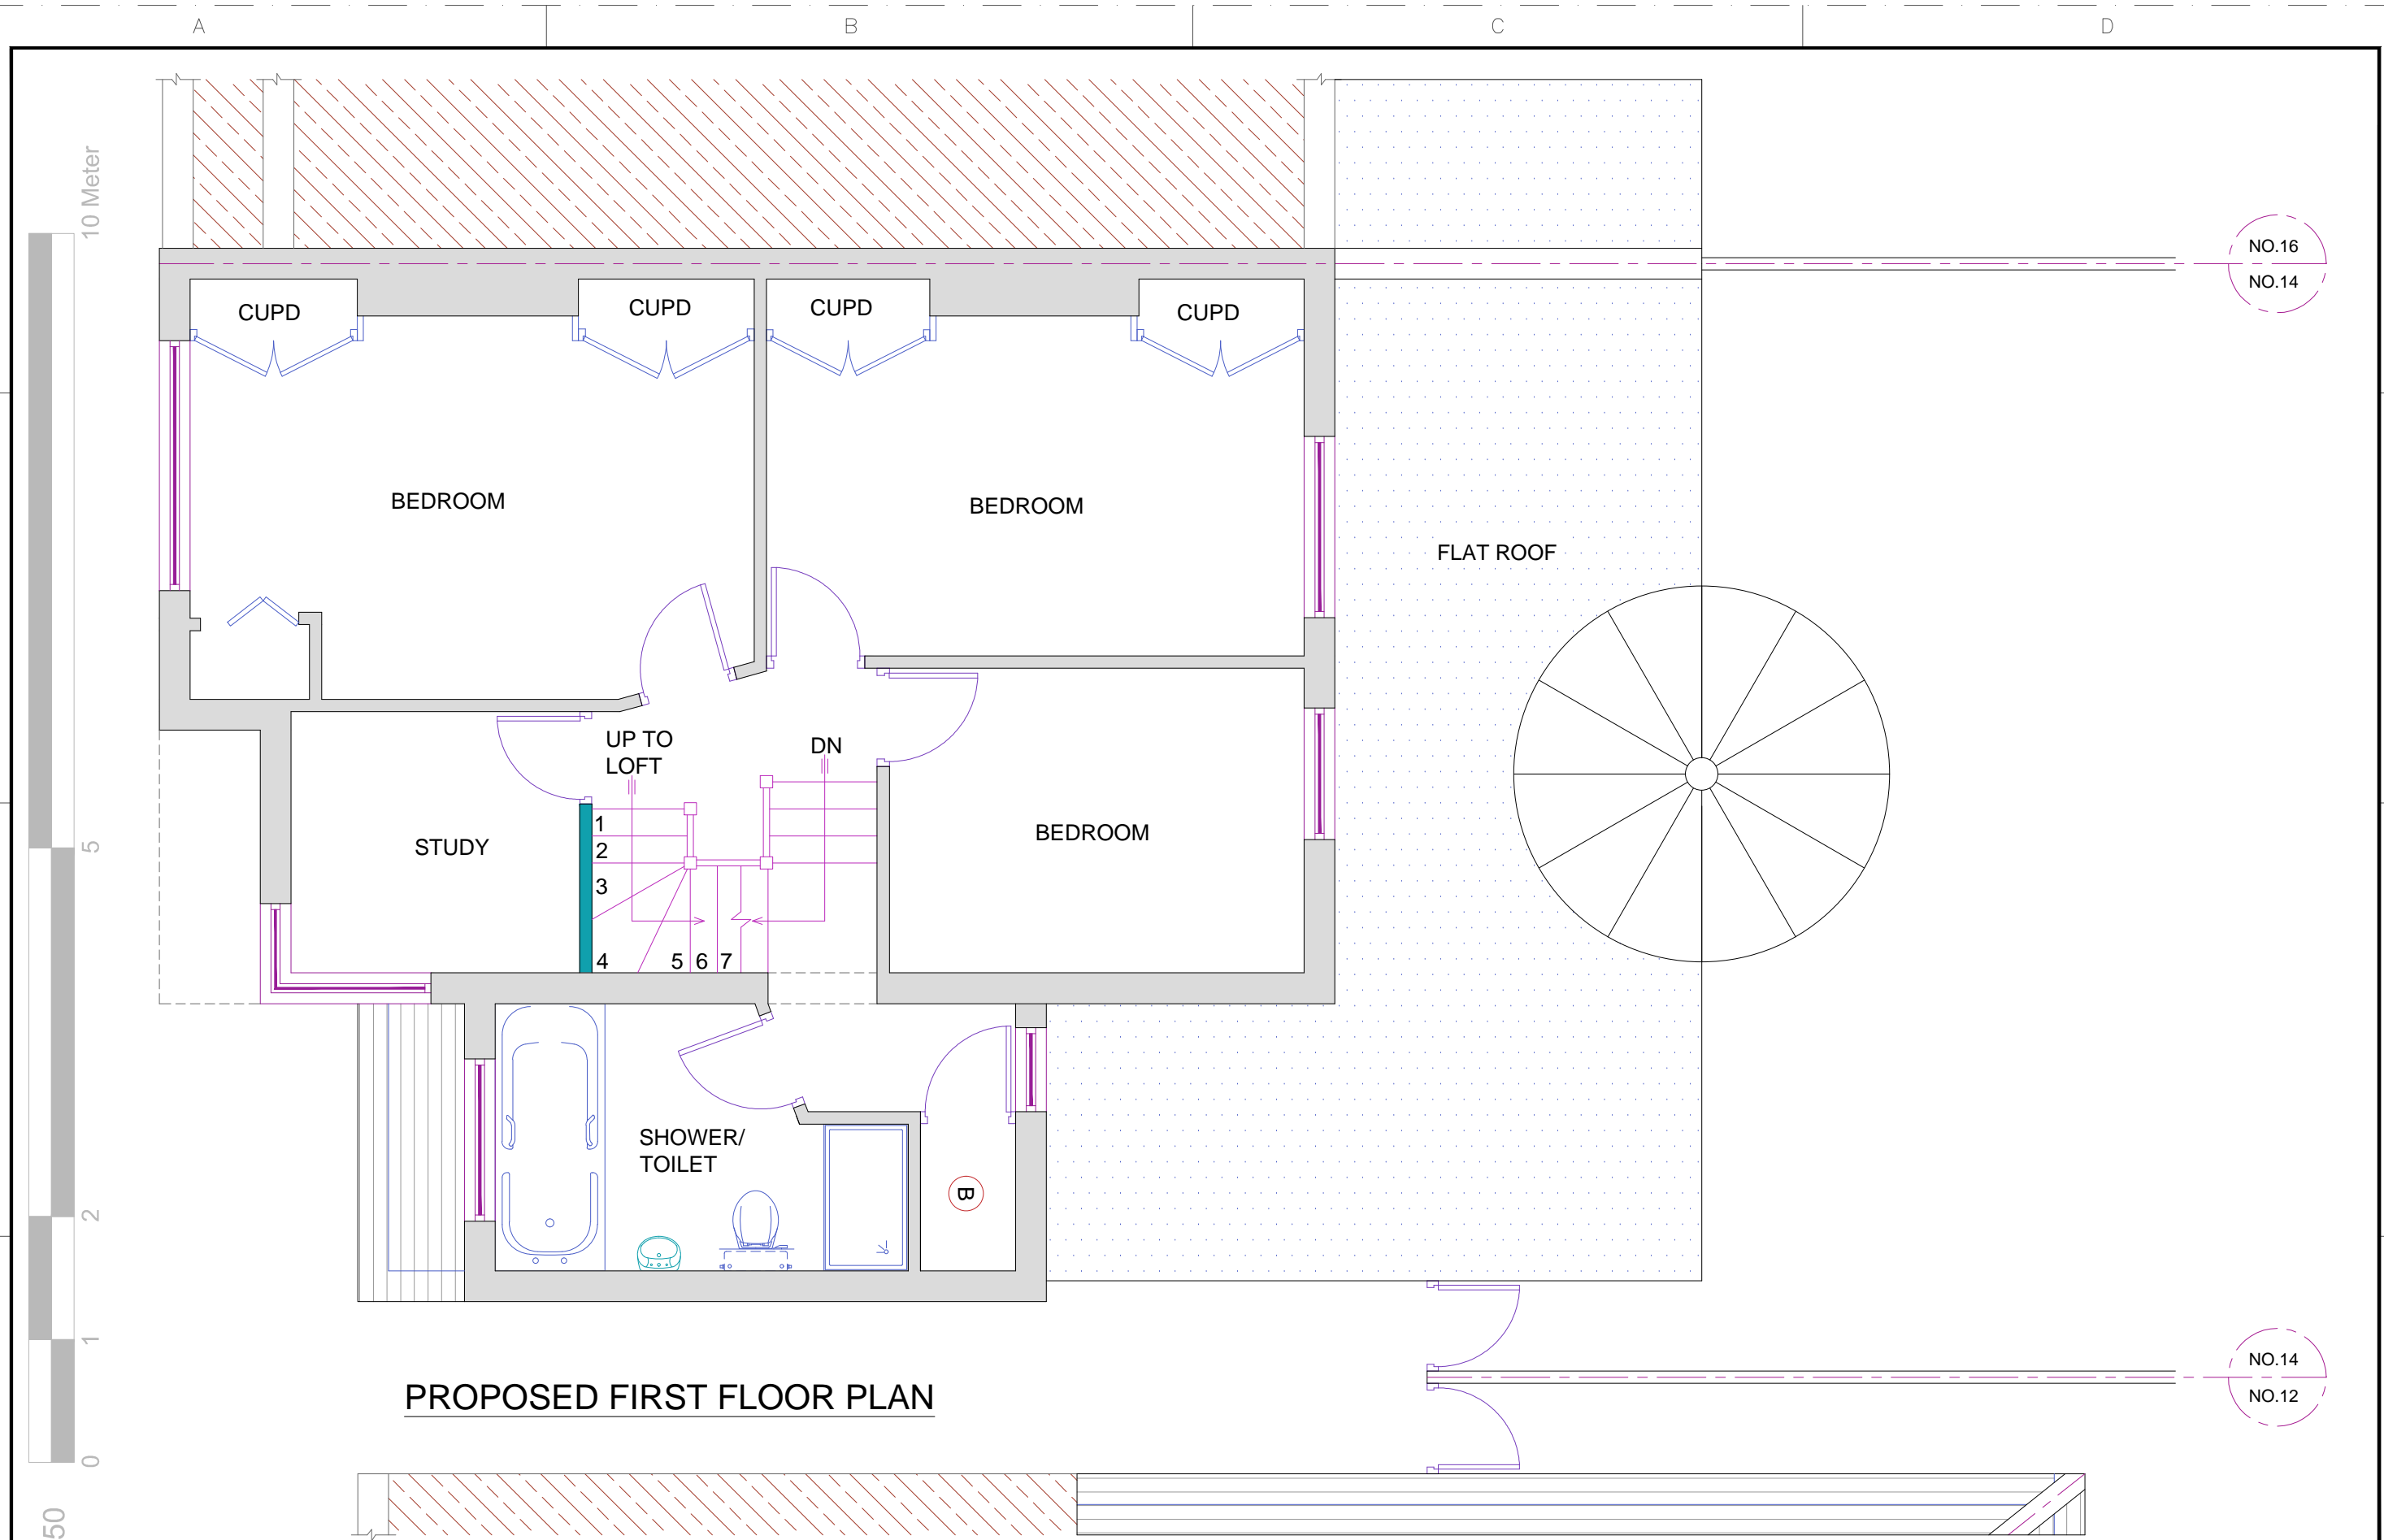 A B C D
10 Meter
NO.16
NO.14
CUPD CUPD CUPD CUPD
BEDROOM BEDROOM
FLAT ROOF
UP TO
LOFT
DN
STUDY
BEDROOM
5
1
2
3
4 5 6 7
SHOWER/
TOILET
B
2
1
0
NO.14
NO.12
PROPOSED FIRST FLOOR PLAN
50